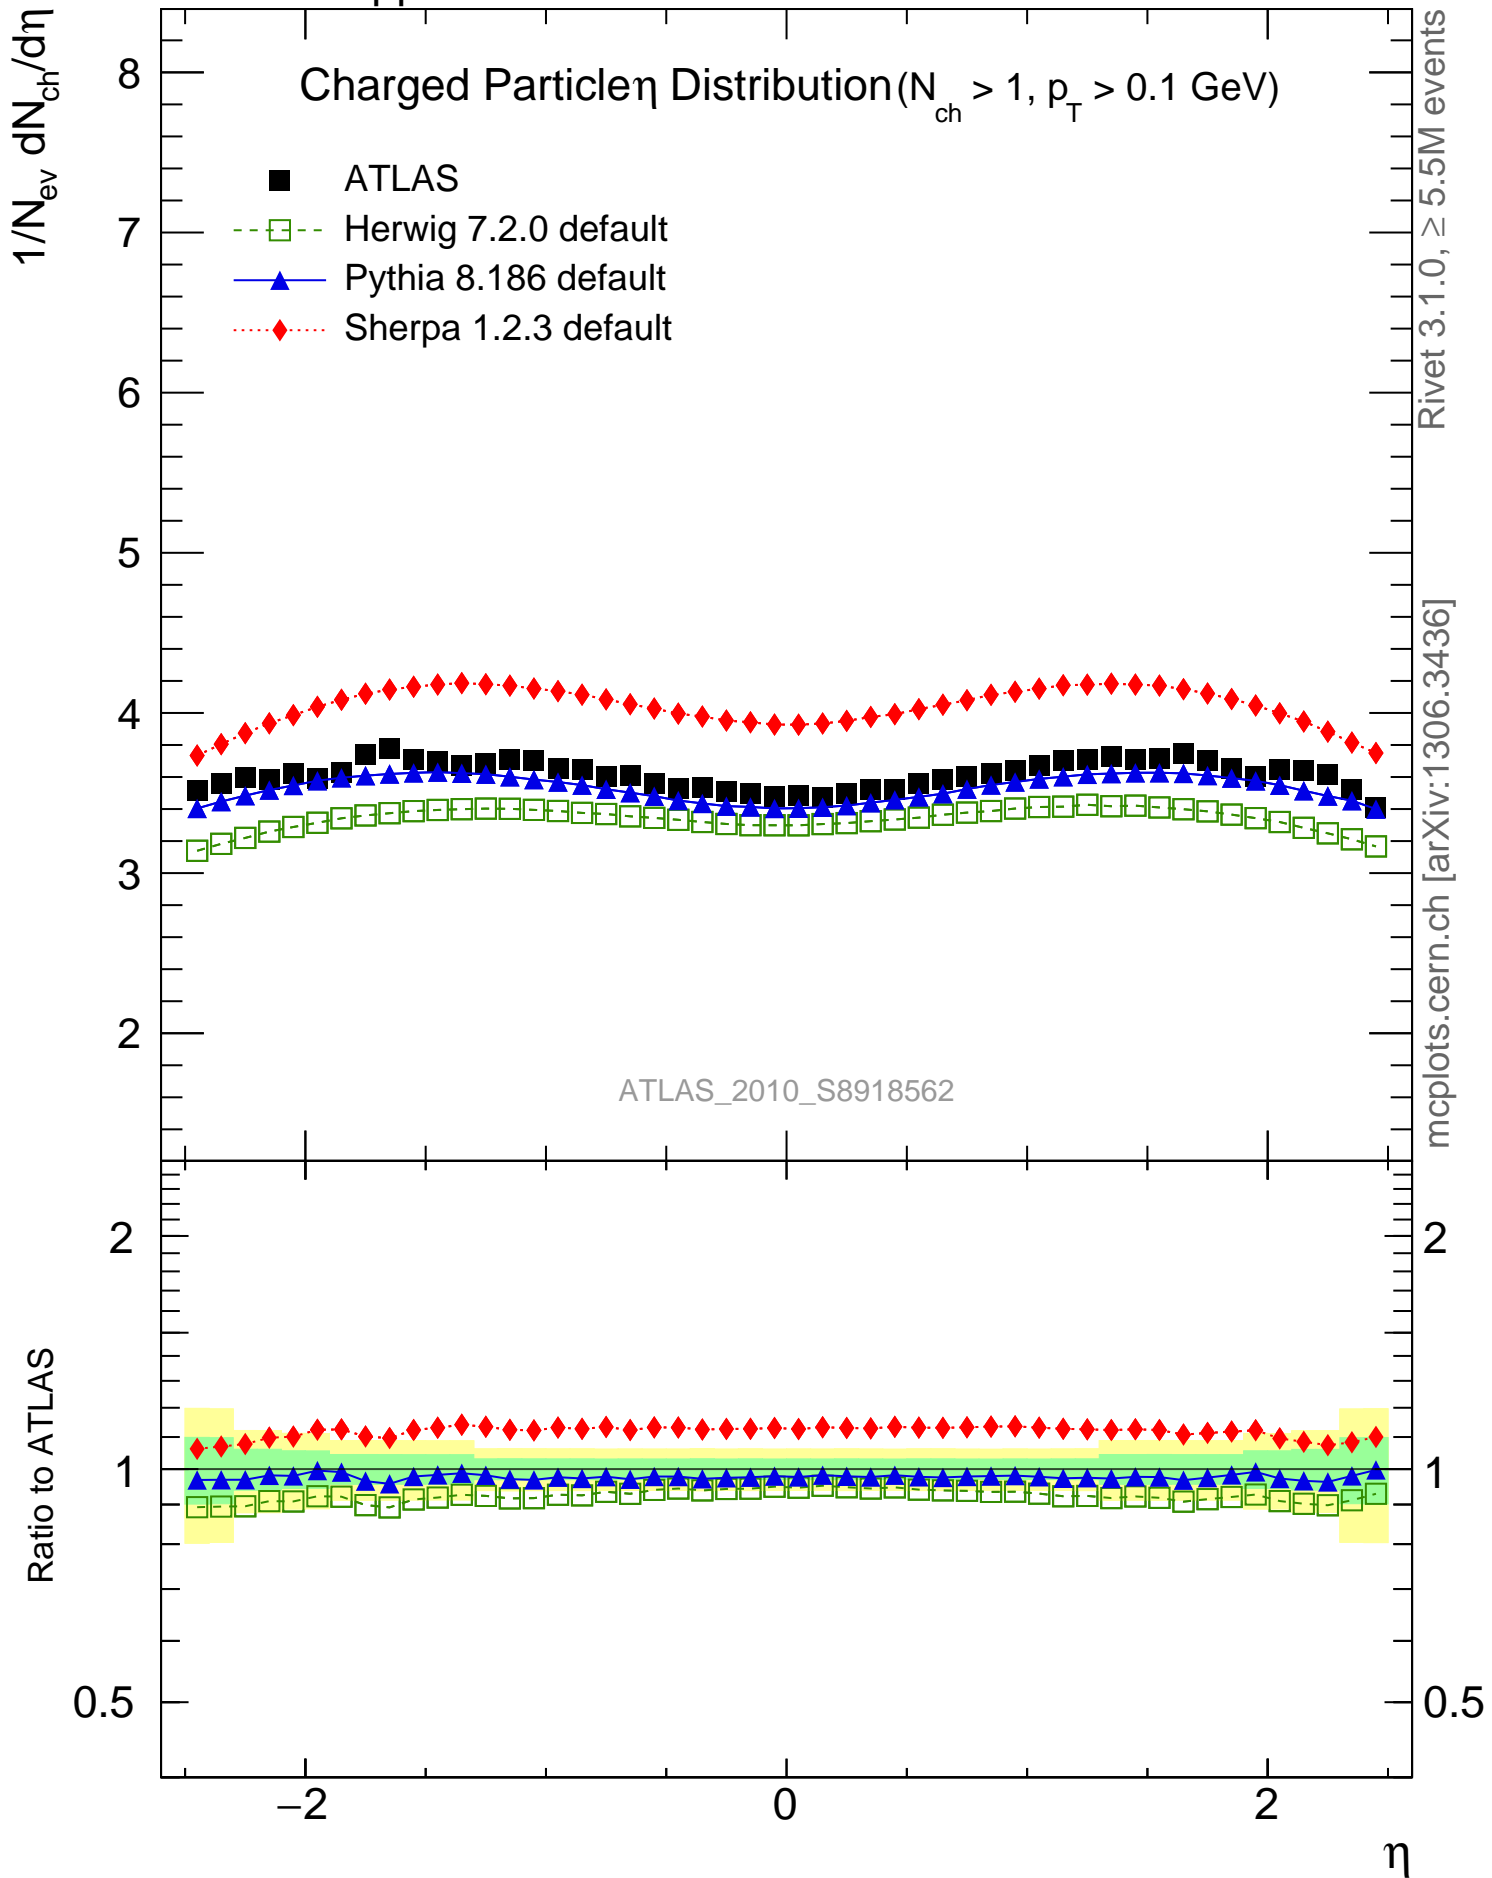 pp
1/N_ev dN_ch/dη
Charged Particle η Distribution (N_ch > 1, p_T > 0.1 GeV)
ATLAS
Herwig 7.2.0 default
Pythia 8.186 default
Sherpa 1.2.3 default
8
7
6
5
4
3
2
ATLAS_2010_S8918562
Rivet 3.1.0, ≥ 5.5M events
mcplots.cern.ch [arXiv:1306.3436]
Ratio to ATLAS
2
1
0.5
2
1
0.5
−2
0
2
η